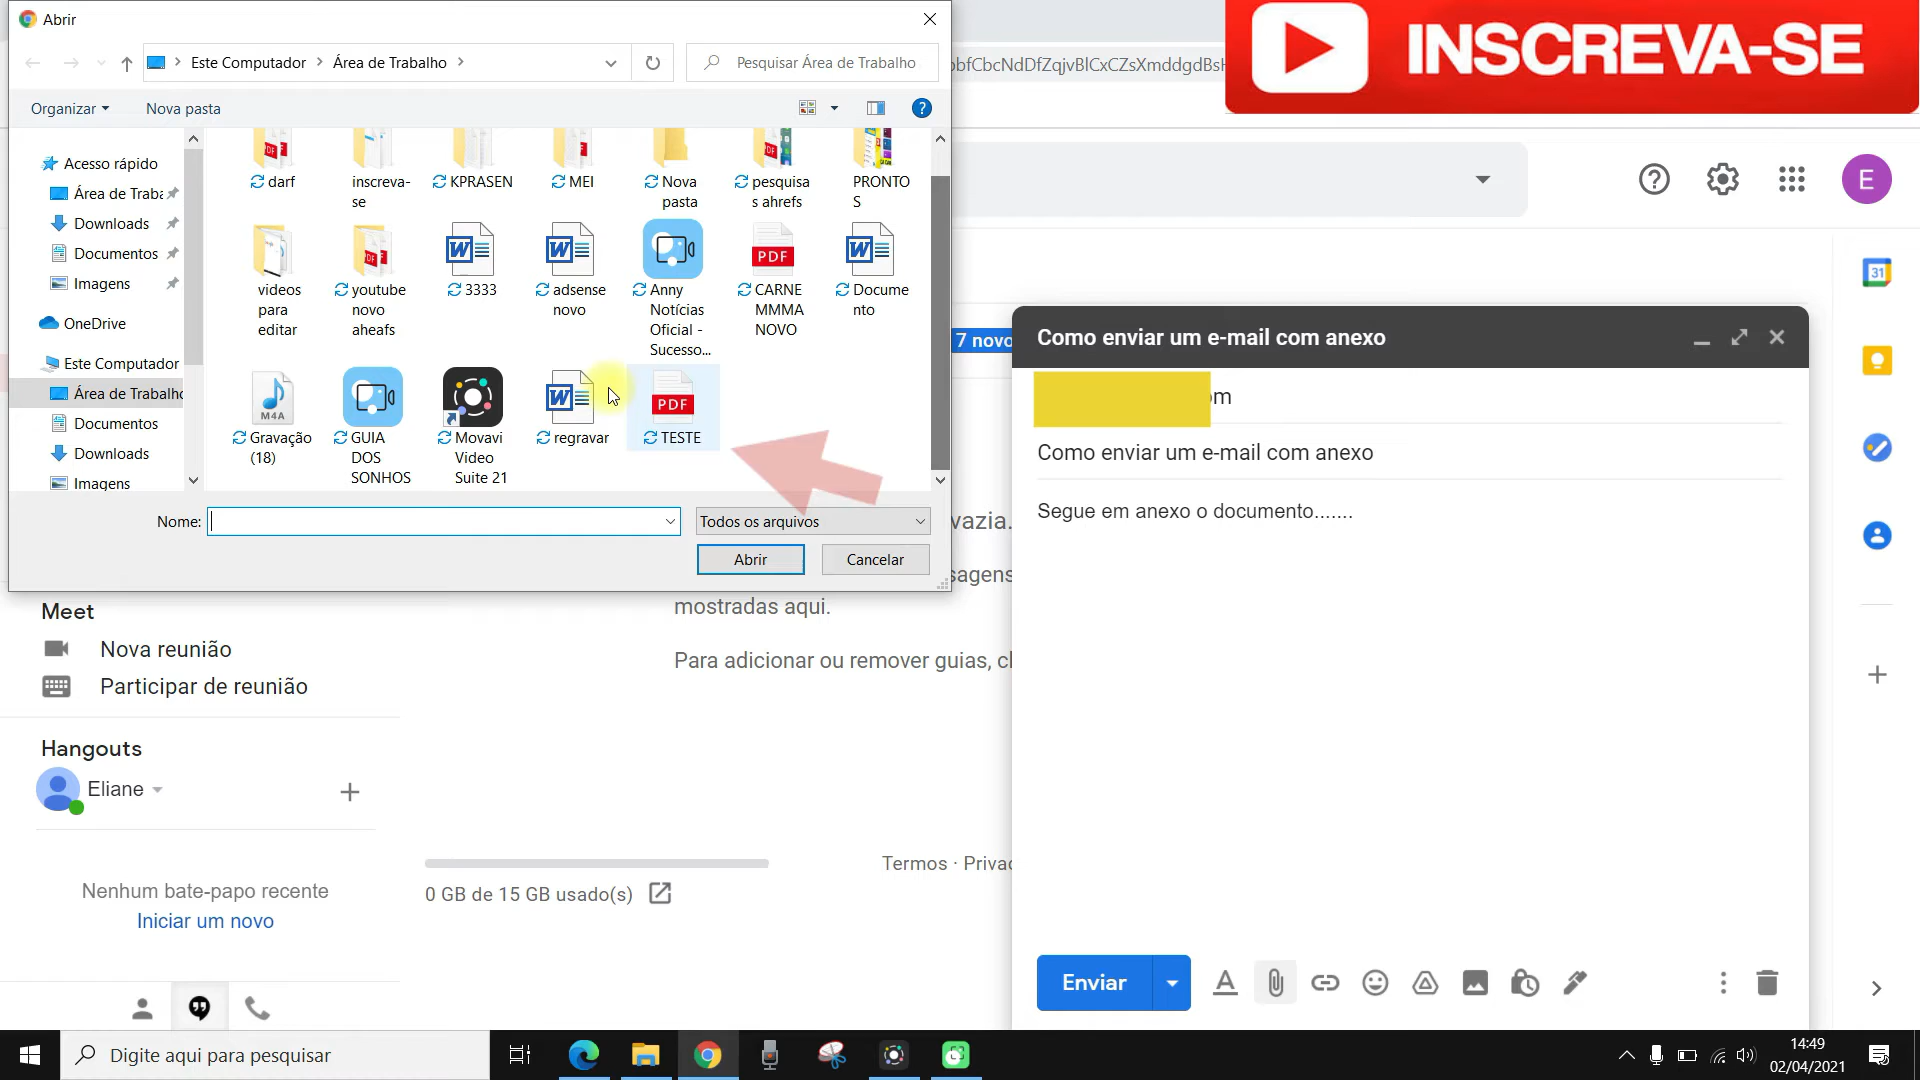 Abrir
Este Computador
Área de Trabalho
Pesquisar Área de Trabalho
INSCREVA-SE
Organizar
Nova pasta
Acesso rápido
Área de Traba
Downloads
Documentos
Imagens
OneDrive
Este Computador
Área de Trabalho
Documentos
Downloads
Imagens
darf
inscreva-
se
KPRASEN
MEI
Nova
pasta
pesquisa
s ahrefs
PRONTO
S
videos
para
editar
youtube
novo
aheafs
3333
adsense
novo
Anny
Notícias
Oficial -
Sucesso...
PDF
CARNE
MMMA
NOVO
Docume
nto
M4A
Gravação
(18)
GUIA
DOS
SONHOS
Movavi
Video
Suite 21
regravar
PDF
TESTE
Nome:
Todos os arquivos
Abrir
Cancelar
E
31
7 novo
vazia.
sagens
mostradas aqui.
Para adicionar ou remover guias, cl
Como enviar um e-mail com anexo
om
Como enviar um e-mail com anexo
Segue em anexo o documento.......
Enviar
Meet
Nova reunião
Participar de reunião
Hangouts
Eliane
Nenhum bate-papo recente
Iniciar um novo
0 GB de 15 GB usado(s)
Termos · Privac
Digite aqui para pesquisar
14:49
02/04/2021